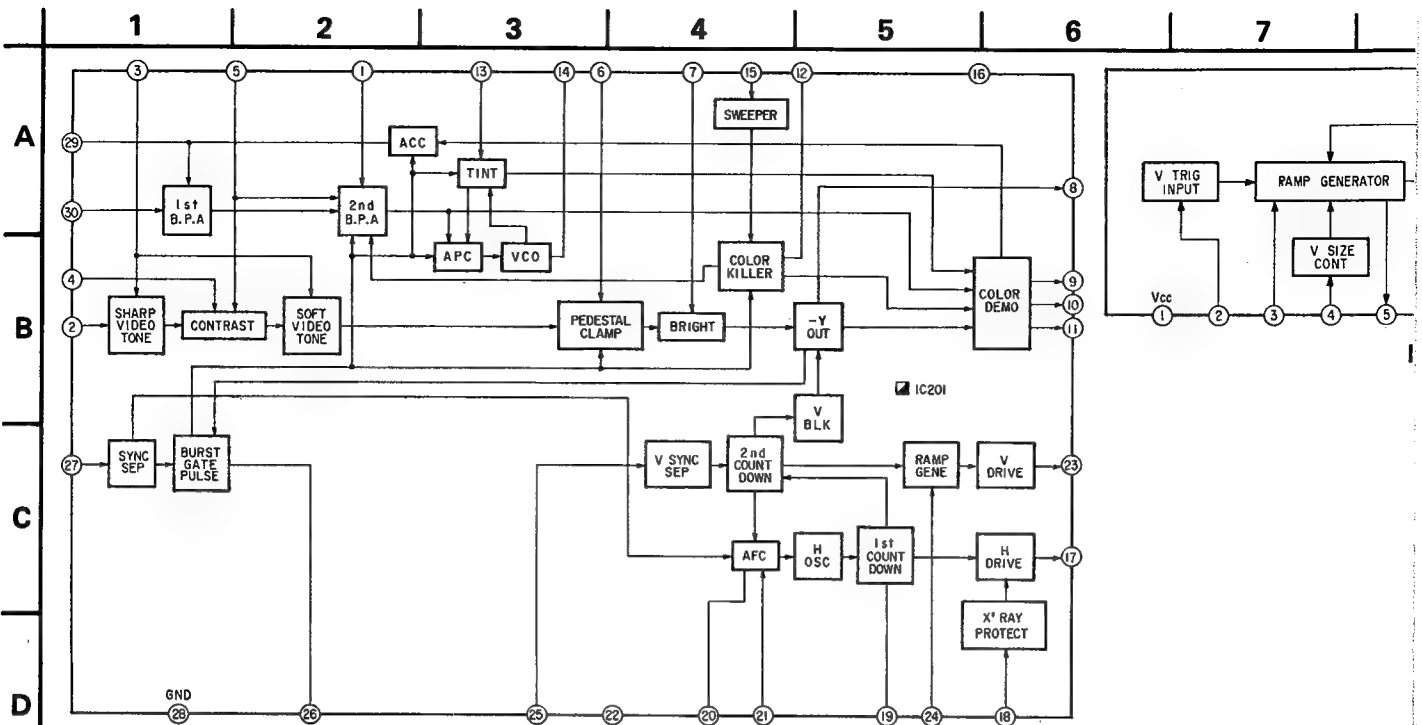 1 2 3 4 5 6 7
A
B
C
D
3 5 1 13 14 6 7 15 12 16
SWEEPER
29
ACC
TINT
30
1st
B.P.A
2nd
B.P.A
8
V TRIG
INPUT
RAMP GENERATOR
4
APC
VCO
COLOR
KILLER
9
10
11
COLOR
DEMO
V SIZE
CONT
2
SHARP
VIDEO
TONE
CONTRAST
SOFT
VIDEO
TONE
PEDESTAL
CLAMP
BRIGHT
-Y
OUT
Vcc
1 2 3 4 5
IC201
V
BLK
27
SYNC
SEP
BURST
GATE
PULSE
V SYNC
SEP
2nd
COUNT
DOWN
RAMP
GENE
V
DRIVE
23
AFC
H
OSC
1st
COUNT
DOWN
H
DRIVE
17
X'RAY
PROTECT
GND
28 26 25 22 20 21 19 24 18